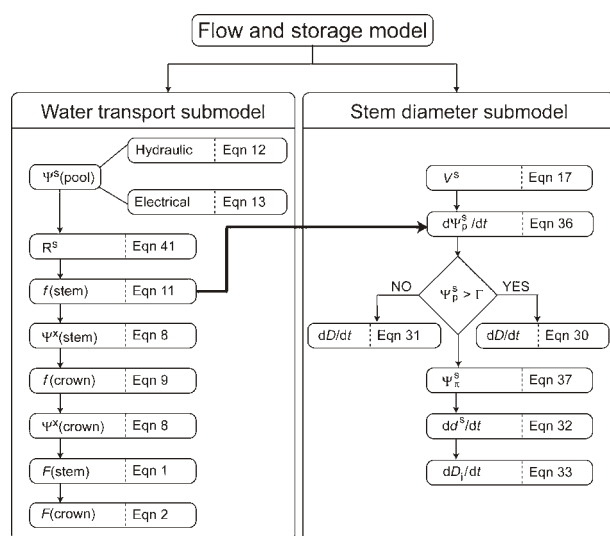 Flow and storage model
Water transport submodel
Hydraulic Eqn 12
Ψˢ(pool)
Electrical Eqn 13
Rˢ Eqn 41
f(stem) Eqn 11
Ψˣ(stem) Eqn 8
f(crown) Eqn 9
Ψˣ(crown) Eqn 8
F(stem) Eqn 1
F(crown) Eqn 2
Stem diameter submodel
Vˢ Eqn 17
dΨₚˢ/dt Eqn 36
NO
Ψₚˢ > Γ
YES
dD/dt Eqn 31
dD/dt Eqn 30
Ψ_πˢ Eqn 37
ddˢ/dt Eqn 32
dDᵢ/dt Eqn 33